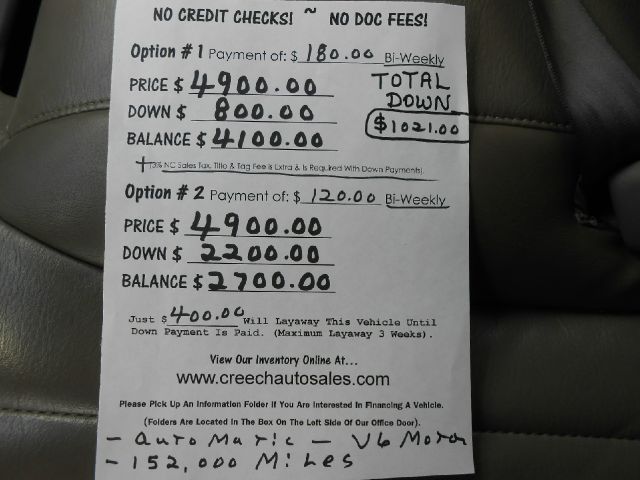 NO CREDIT CHECKS! ~ NO DOC FEES!
Option # 1 Payment of: $ 180.00 Bi-Weekly
PRICE $ 4900.00
TOTAL
DOWN
DOWN $ 800.00
$1021.00
BALANCE $ 4100.00
(3% NC Sales Tax, Title & Tag Fee is Extra & Is Required With Down Payments).
Option # 2 Payment of: $ 120.00 Bi-Weekly
PRICE $ 4900.00
DOWN $ 2200.00
BALANCE $ 2700.00
Just $ 400.00 Will Layaway This Vehicle Until
Down Payment Is Paid. (Maximum Layaway 3 Weeks).
View Our Inventory Online At...
www.creechautosales.com
Please Pick Up An Information Folder If You Are Interested In Financing A Vehicle.
(Folders Are Located In The Box On The Left Side Of Our Office Door).
- Automatic - V6 Motor
- 152,000 Miles